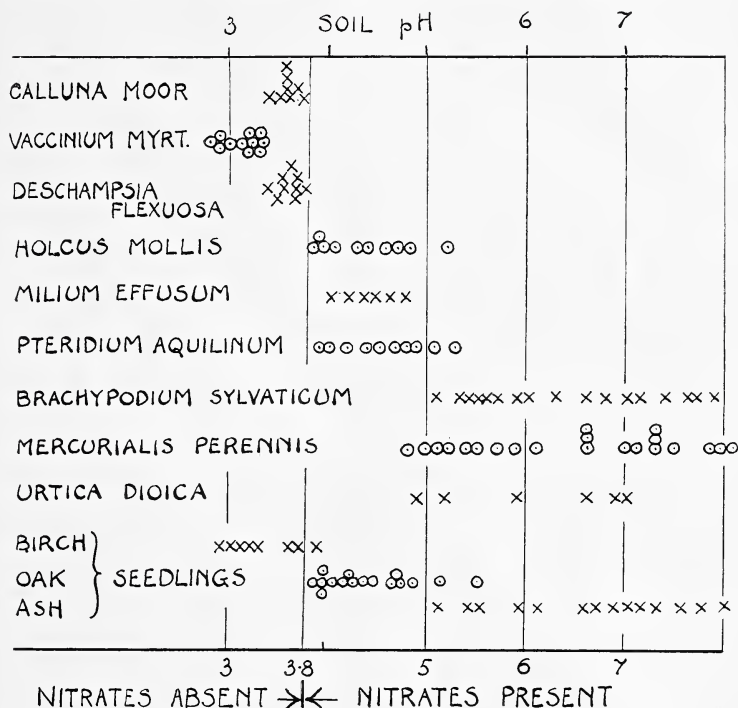 3 SOIL pH 6 7
CALLUNA MOOR
VACCINIUM MYRT.
DESCHAMPSIA
FLEXUOSA
HOLCUS MOLLIS
MILIUM EFFUSUM
PTERIDIUM AQUILINUM
BRACHYPODIUM SYLVATICUM
MERCURIALIS PERENNIS
URTICA DIOICA
BIRCH
OAK SEEDLINGS
ASH
3 3·8 5 6 7
NITRATES ABSENT NITRATES PRESENT